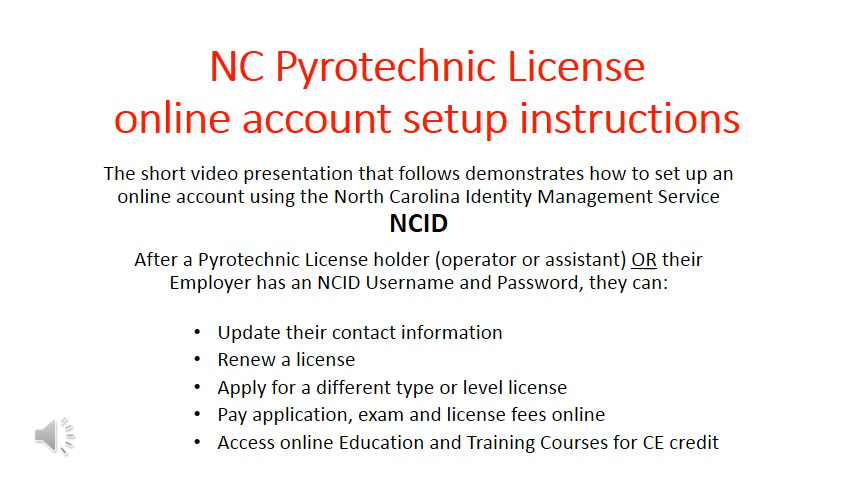 NC Pyrotechnic License
online account setup instructions
The short video presentation that follows demonstrates how to set up an
online account using the North Carolina Identity Management Service
NCID
After a Pyrotechnic License holder (operator or assistant) OR their
Employer has an NCID Username and Password, they can:
• Update their contact information
• Renew a license
• Apply for a different type or level license
• Pay application, exam and license fees online
• Access online Education and Training Courses for CE credit